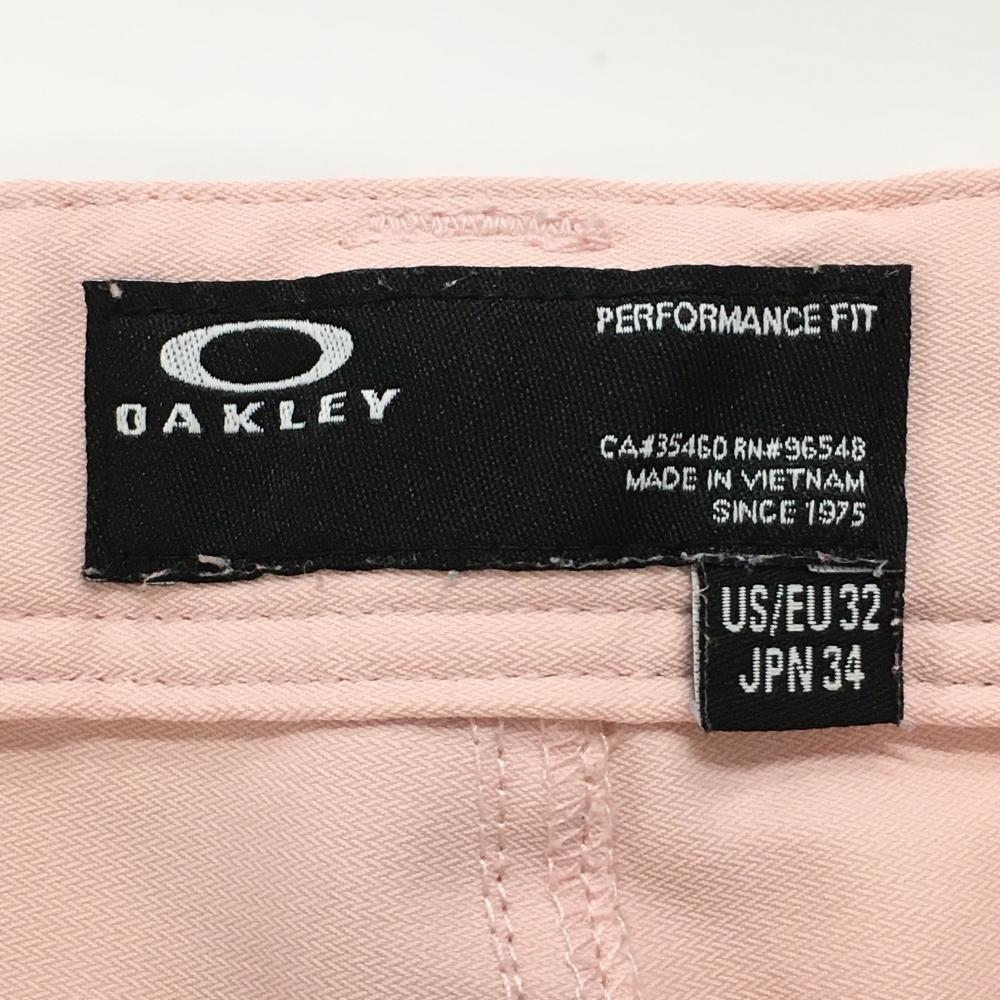 OAKLEY
PERFORMANCE FIT
CA#35460 RN#96548
MADE IN VIETNAM
SINCE 1975
US/EU 32
JPN 34